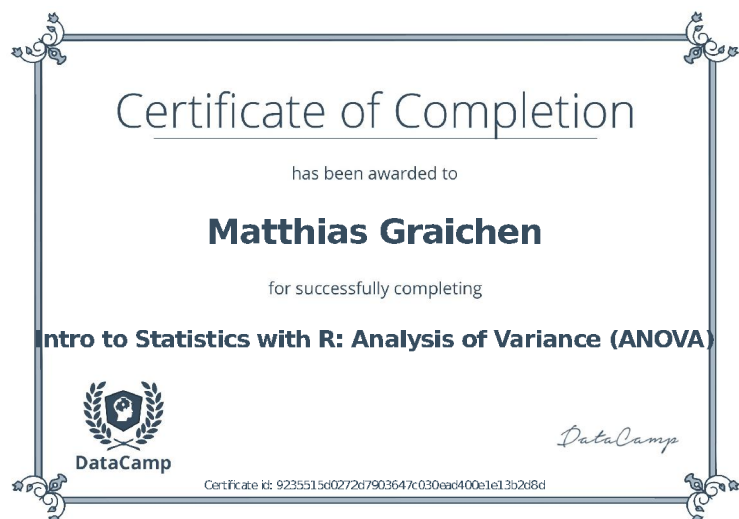 Certificate of Completion
has been awarded to
Matthias Graichen
for successfully completing
Intro to Statistics with R: Analysis of Variance (ANOVA)
DataCamp
DataCamp
Certificate id: 9235515d0272d7903647c030ead400e1e13b2d8d